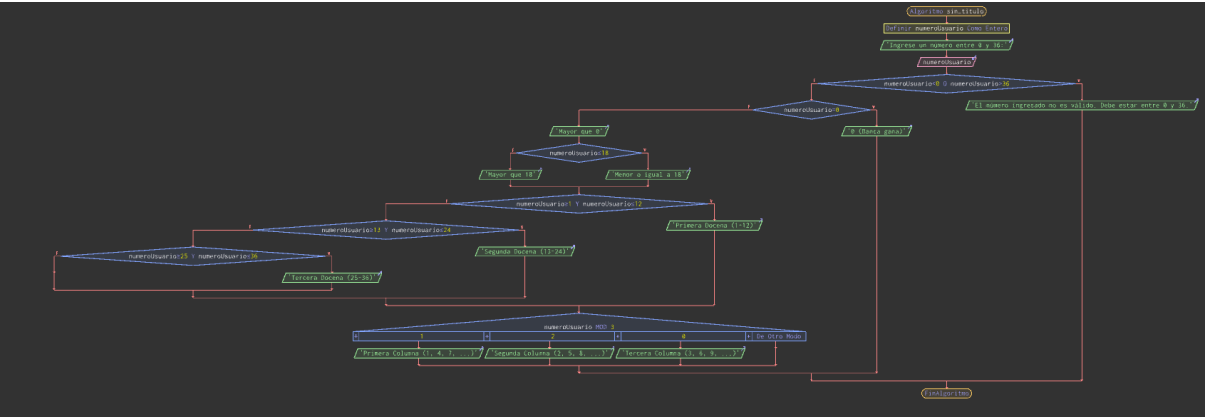 Algoritmo sin_titulo
Definir numeroUsuario Como Entero
'Ingrese un número entre 0 y 36:'
numeroUsuario
numeroUsuario<0 O numeroUsuario>36
F
V
numeroUsuario=0
'El número ingresado no es válido. Debe estar entre 0 y 36.'
F
V
'Mayor que 0'
'0 (Banca gana)'
numeroUsuario≤18
F
V
'Mayor que 18'
'Menor o igual a 18'
numeroUsuario≥1 Y numeroUsuario≤12
F
V
'Primera Docena (1-12)'
numeroUsuario≥13 Y numeroUsuario≤24
F
V
'Segunda Docena (13-24)'
numeroUsuario≥25 Y numeroUsuario≤36
F
V
'Tercera Docena (25-36)'
numeroUsuario MOD 3
1
2
0
De Otro Modo
'Primera Columna (1, 4, 7, ...)'
'Segunda Columna (2, 5, 8, ...)'
'Tercera Columna (3, 6, 9, ...)'
FinAlgoritmo